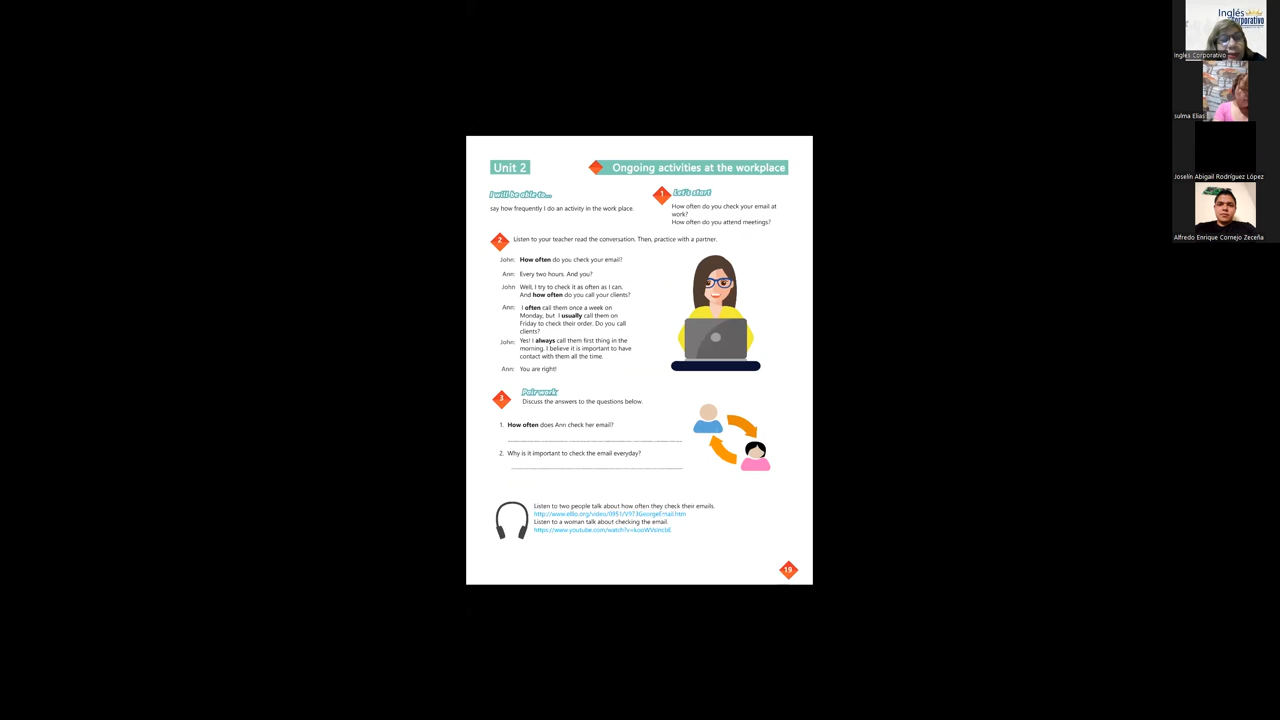 Unit 2
Ongoing activities at the workplace
I will be able to...
say how frequently I do an activity in the work place.
1
Let's start
How often do you check your email at
work?
How often do you attend meetings?
2
Listen to your teacher read the conversation. Then, practice with a partner.
John: How often do you check your email?
Ann: Every two hours. And you?
John Well, I try to check it as often as I can.
And how often do you call your clients?
Ann: I often call them once a week on
Monday, but I usually call them on
Friday to check their order. Do you call
clients?
John: Yes! I always call them first thing in the
morning. I believe it is important to have
contact with them all the time.
Ann: You are right!
3
Pair work
Discuss the answers to the questions below.
1. How often does Ann check her email?
2. Why is it important to check the email everyday?
Listen to two people talk about how often they check their emails.
Listen to a woman talk about checking the email.
19
Inglés
Corporativo
Inglés Corporativo
sulma Elias
Joselín Abigail Rodríguez López
Alfredo Enrique Cornejo Zeceña